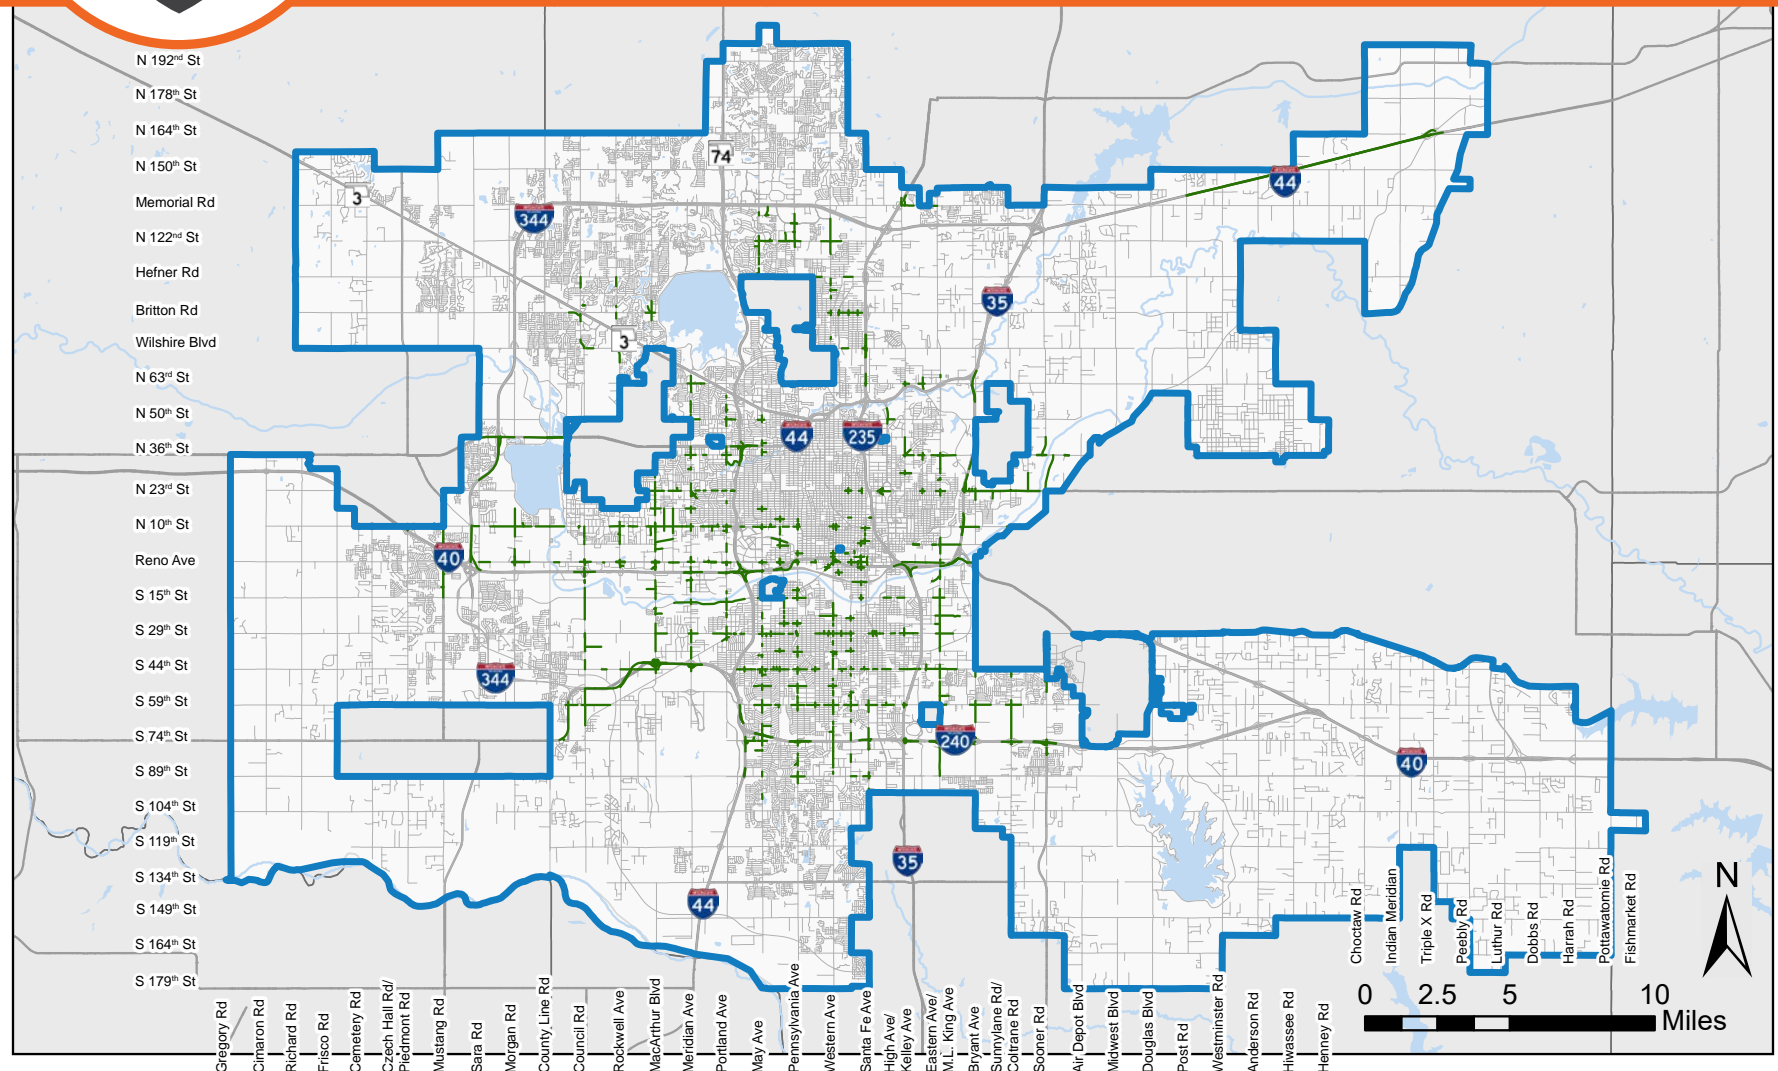 N 192nd St
N 178th St
N 164th St
N 150th St
Memorial Rd
N 122nd St
Hefner Rd
Britton Rd
Wilshire Blvd
N 63rd St
N 50th St
N 36th St
N 23rd St
N 10th St
Reno Ave
S 15th St
S 29th St
S 44th St
S 59th St
S 74th St
S 89th St
S 104th St
S 119th St
S 134th St
S 149th St
S 164th St
S 179th St
74
3
344
44
35
3
44
235
40
344
240
40
35
44
Gregory Rd
Cimaron Rd
Richard Rd
Frisco Rd
Cemetery Rd
Czech Hall Rd/
Piedmont Rd
Mustang Rd
Sara Rd
Morgan Rd
County Line Rd
Council Rd
Rockwell Ave
MacArthur Blvd
Meridian Ave
Portland Ave
May Ave
Pennsylvania Ave
Western Ave
Santa Fe Ave
High Ave/
Kelley Ave
Eastern Ave/
M.L. King Ave
Bryant Ave
Sunnylane Rd/
Coltrane Rd
Sooner Rd
Air Depot Blvd
Midwest Blvd
Douglas Blvd
Post Rd
Westminster Rd
Anderson Rd
Hiwassee Rd
Henney Rd
Choctaw Rd
Indian Meridian
Triple X Rd
Peebly Rd
Luthur Rd
Dobbs Rd
Harrah Rd
Pottawatomie Rd
Fishmarket Rd
N
0 2.5 5 10
Miles